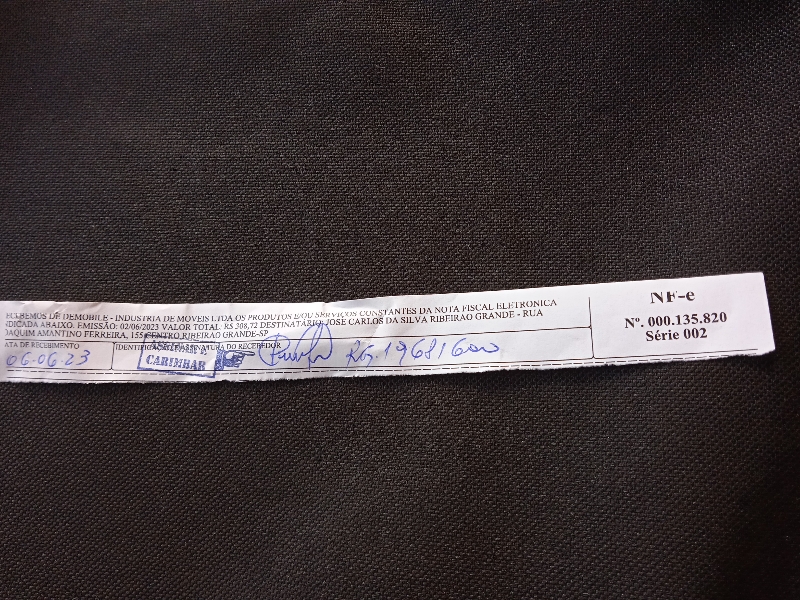 ECEBEMOS DE DEMOBILE - INDUSTRIA DE MOVEIS LTDA OS PRODUTOS E/OU SERVIÇOS CONSTANTES DA NOTA FISCAL ELETRONICA
NDICADA ABAIXO. EMISSÃO: 02/06/2023 VALOR TOTAL: R$ 308,72 DESTINATÁRIO: JOSE CARLOS DA SILVA RIBEIRAO GRANDE - RUA
OAQUIM AMANTINO FERREIRA, 155 CENTRO RIBEIRAO GRANDE-SP
ATA DE RECEBIMENTO
IDENTIFICAÇÃO E ASSINATURA DO RECEBEDOR
06.06.23
CARIMBAR
RG.19681600
NF-e
Nº. 000.135.820
Série 002